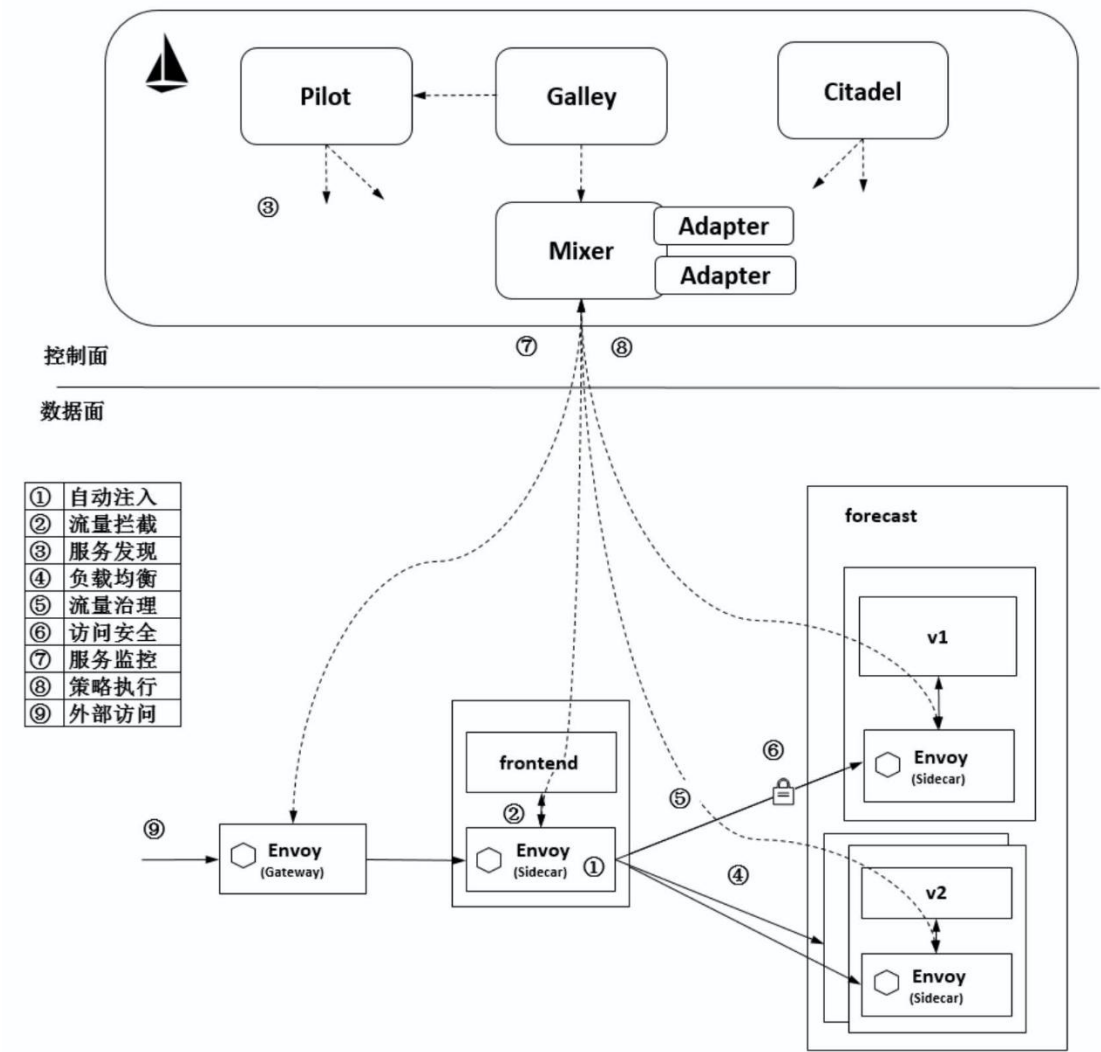 Pilot
Galley
Citadel
③
Mixer
Adapter
Adapter
⑦
⑧
控制面
数据面
① 自动注入
② 流量拦截
③ 服务发现
④ 负载均衡
⑤ 流量治理
⑥ 访问安全
⑦ 服务监控
⑧ 策略执行
⑨ 外部访问
forecast
v1
Envoy
(Sidecar)
⑥
⑤
frontend
②
⑨
Envoy
(Gateway)
Envoy
(Sidecar)
①
④
v2
Envoy
(Sidecar)